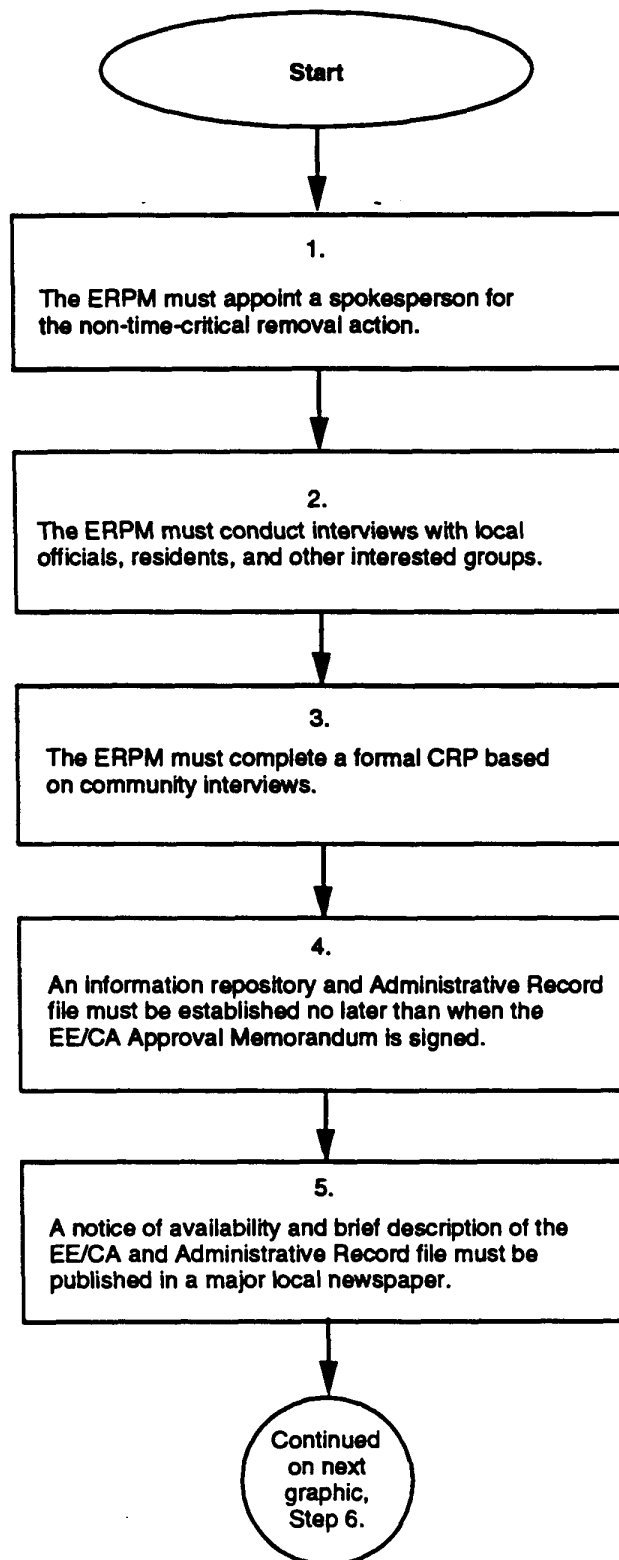 Start
1.
The ERPM must appoint a spokesperson for
the non-time-critical removal action.
2.
The ERPM must conduct interviews with local
officials, residents, and other interested groups.
3.
The ERPM must complete a formal CRP based
on community interviews.
4.
An information repository and Administrative Record
file must be established no later than when the
EE/CA Approval Memorandum is signed.
5.
A notice of availability and brief description of the
EE/CA and Administrative Record file must be
published in a major local newspaper.
Continued
on next
graphic,
Step 6.